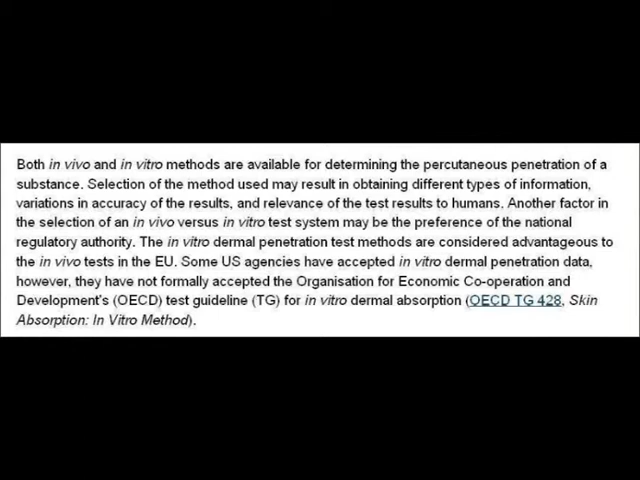 Both in vivo and in vitro methods are available for determining the percutaneous penetration of a
substance. Selection of the method used may result in obtaining different types of information,
variations in accuracy of the results, and relevance of the test results to humans. Another factor in
the selection of an in vivo versus in vitro test system may be the preference of the national
regulatory authority. The in vitro dermal penetration test methods are considered advantageous to
the in vivo tests in the EU. Some US agencies have accepted in vitro dermal penetration data,
however, they have not formally accepted the Organisation for Economic Co-operation and
Development's (OECD) test guideline (TG) for in vitro dermal absorption (OECD TG 428, Skin
Absorption: In Vitro Method).